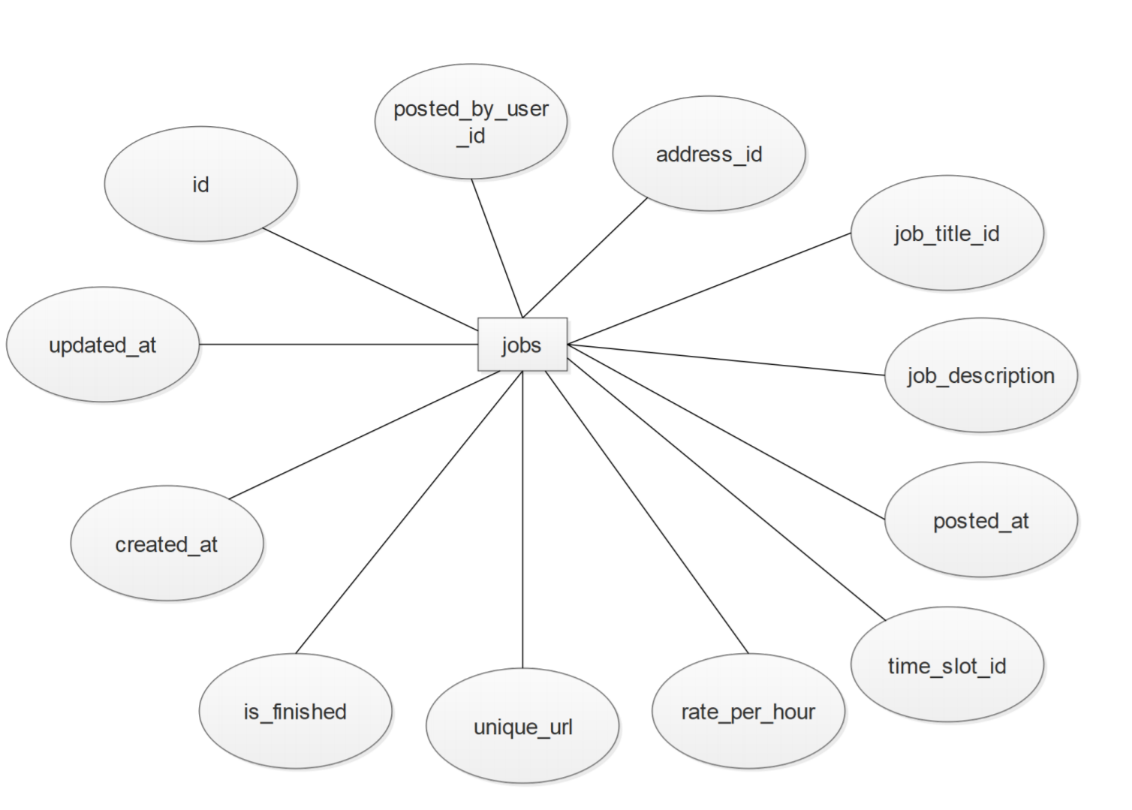 posted_by_user
_id
address_id
id
job_title_id
updated_at
jobs
job_description
posted_at
created_at
time_slot_id
is_finished
unique_url
rate_per_hour